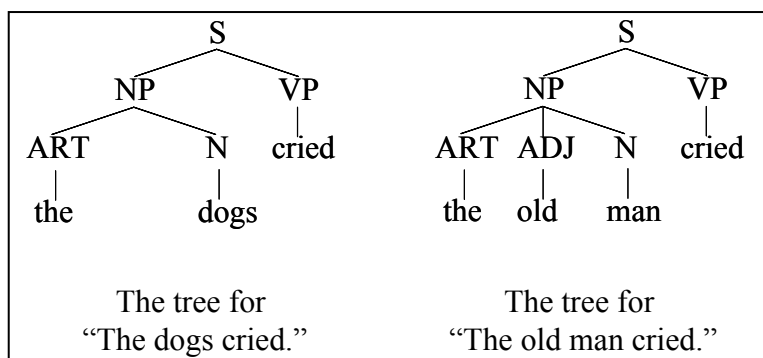 S
NP VP
ART N cried
the dogs
The tree for
“The dogs cried.”
S
NP VP
ART ADJ N cried
the old man
The tree for
“The old man cried.”